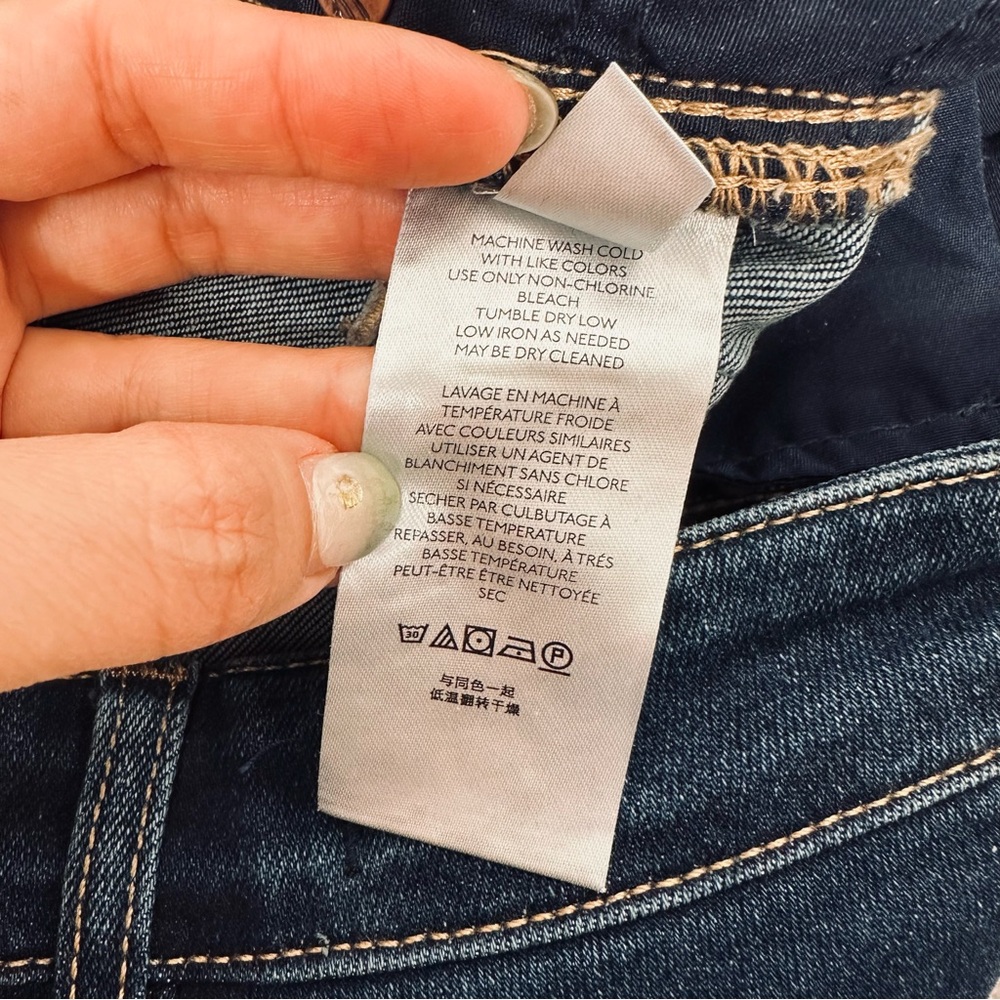 MACHINE WASH COLD
WITH LIKE COLORS
USE ONLY NON-CHLORINE
BLEACH
TUMBLE DRY LOW
LOW IRON AS NEEDED
MAY BE DRY CLEANED
LAVAGE EN MACHINE À
TEMPÉRATURE FROIDE
AVEC COULEURS SIMILAIRES
UTILISER UN AGENT DE
BLANCHIMENT SANS CHLORE
SI NÉCESSAIRE
SECHER PAR CULBUTAGE À
BASSE TEMPERATURE
REPASSER, AU BESOIN, À TRÉS
BASSE TEMPÉRATURE
PEUT-ÊTRE ÊTRE NETTOYÉE
SEC
30 P
与同色一起
低温翻转干燥